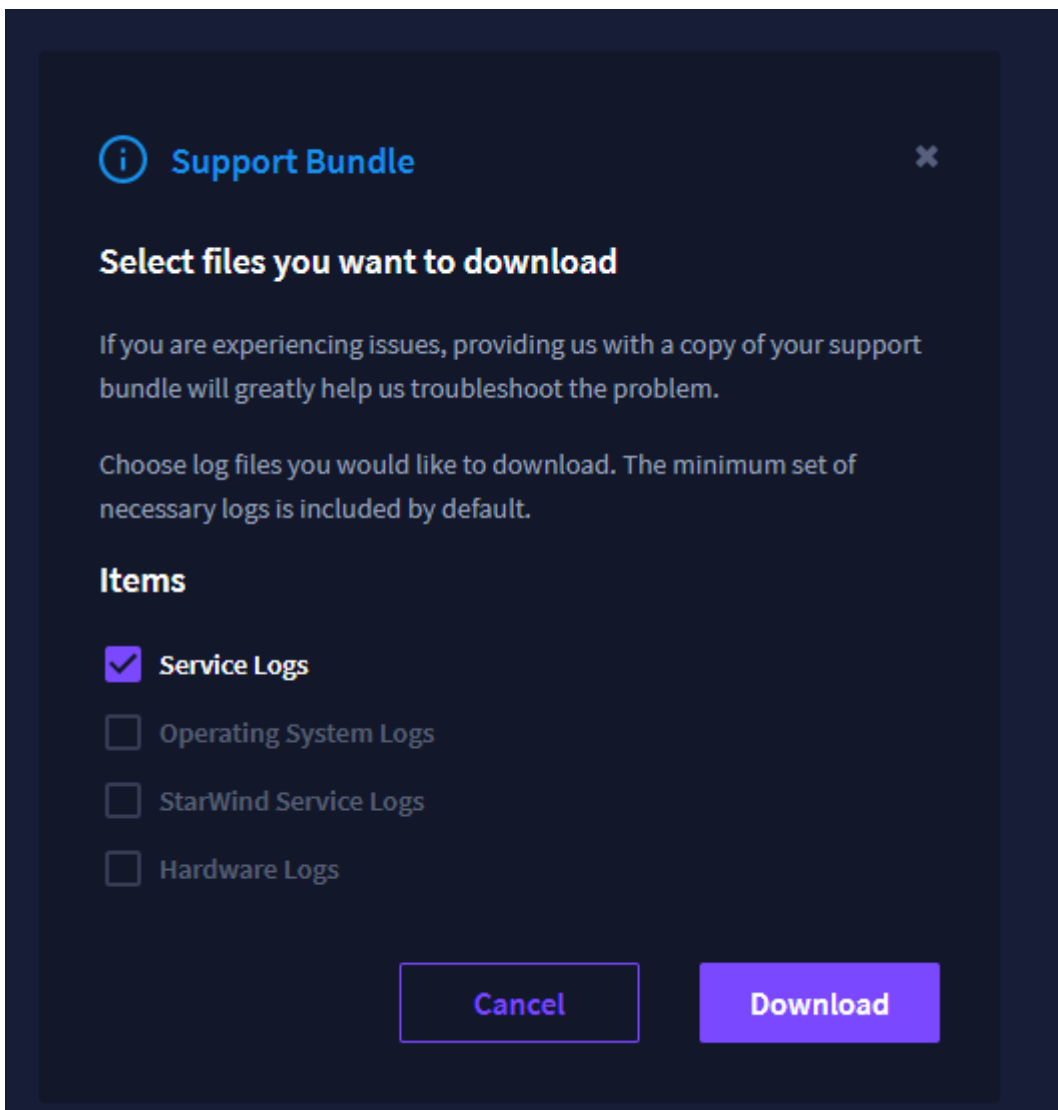 Support Bundle
Select files you want to download
If you are experiencing issues, providing us with a copy of your support
bundle will greatly help us troubleshoot the problem.
Choose log files you would like to download. The minimum set of
necessary logs is included by default.
Items
Service Logs
Operating System Logs
StarWind Service Logs
Hardware Logs
Cancel
Download